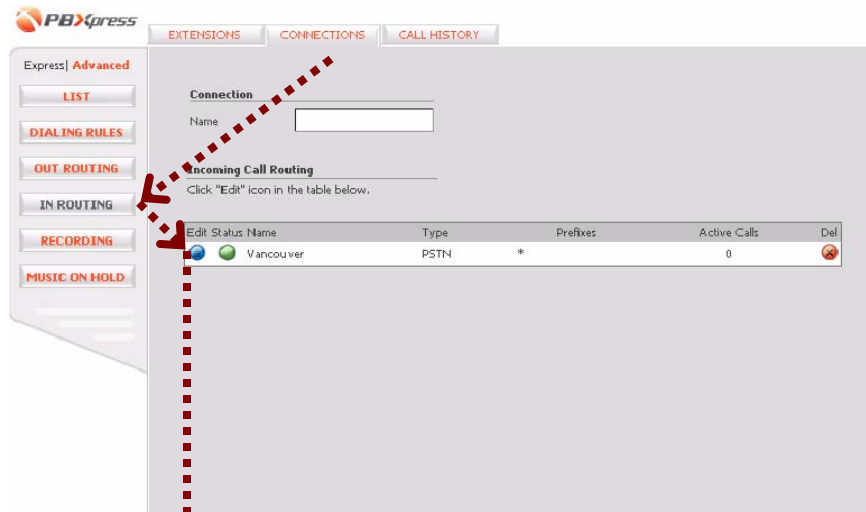 PBXpress
EXTENSIONS CONNECTIONS CALL HISTORY
Express| Advanced
LIST
DIALING RULES
OUT ROUTING
IN ROUTING
RECORDING
MUSIC ON HOLD
Connection
Name
Incoming Call Routing
Click "Edit" icon in the table below.
Edit Status Name Type Prefixes Active Calls Del
Vancouver PSTN * 0